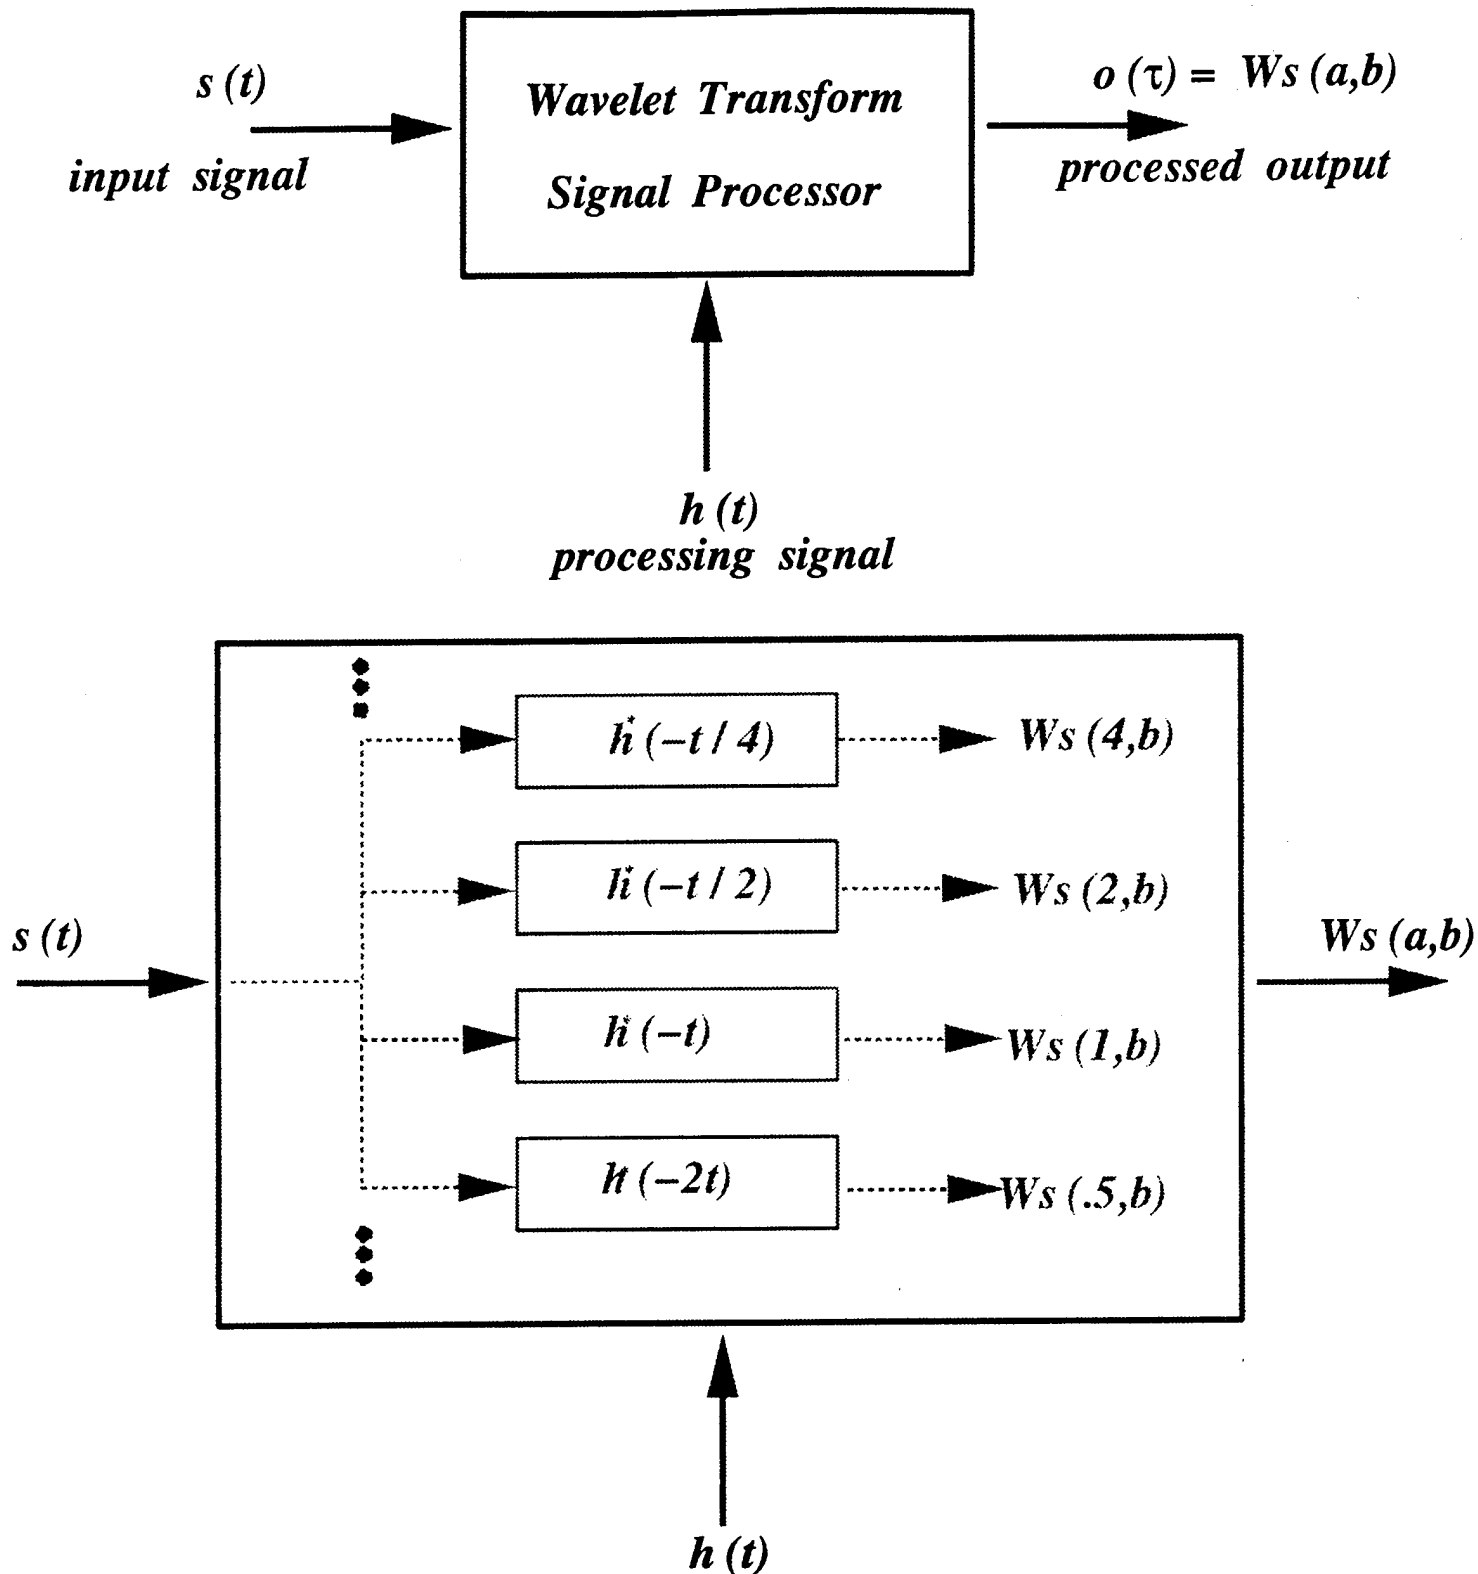 s (t)
input signal
Wavelet Transform
Signal Processor
o (τ) = Ws (a,b)
processed output
h (t)
processing signal
h* (-t / 4)
Ws (4,b)
h* (-t / 2)
Ws (2,b)
s (t)
Ws (a,b)
h* (-t)
Ws (1,b)
h* (-2t)
Ws (.5,b)
h (t)